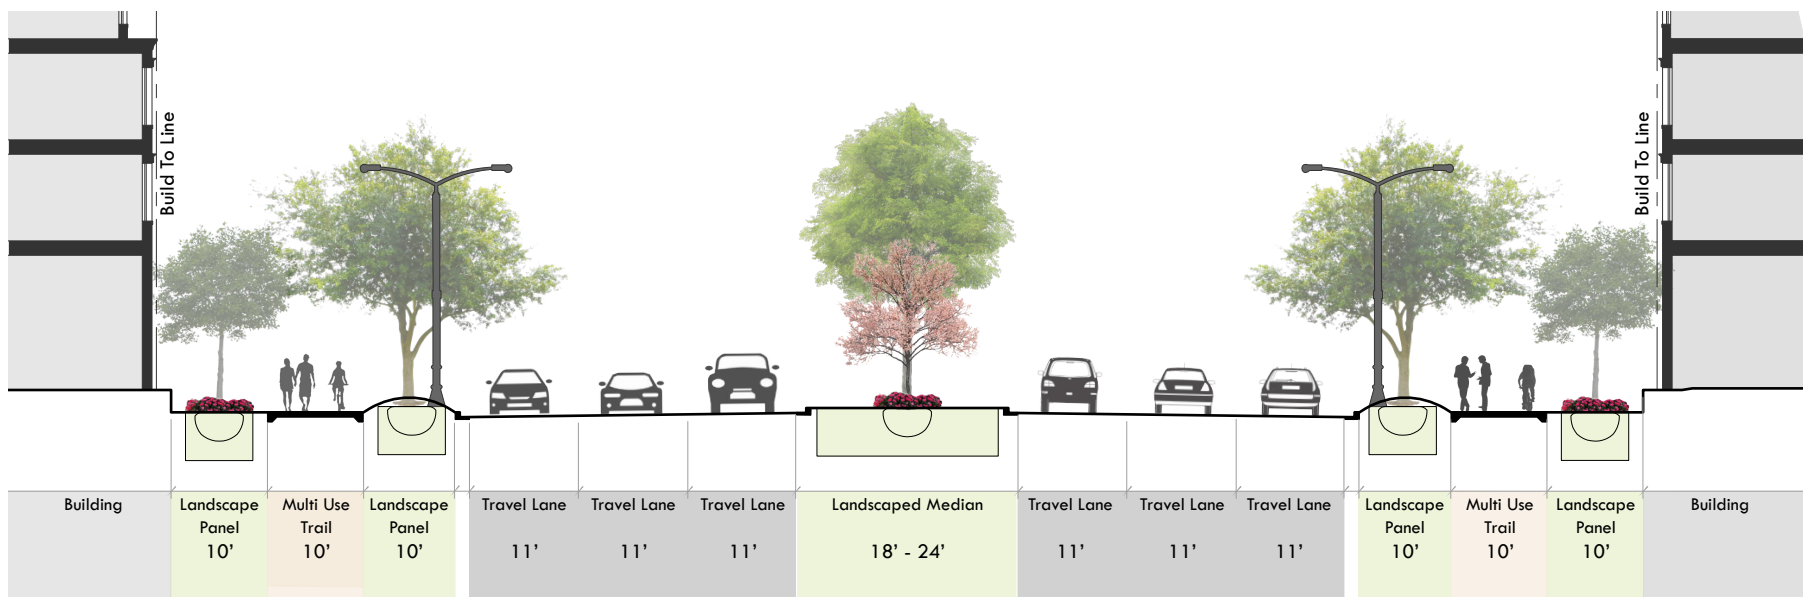 Build To Line
Build To Line
Building
Landscape
Panel
10’
Multi Use
Trail
10’
Landscape
Panel
10’
Travel Lane
11’
Travel Lane
11’
Travel Lane
11’
Landscaped Median
18’ - 24’
Travel Lane
11’
Travel Lane
11’
Travel Lane
11’
Landscape
Panel
10’
Multi Use
Trail
10’
Landscape
Panel
10’
Building